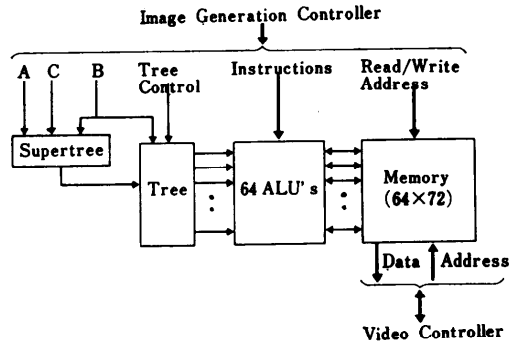 Image Generation Controller
A C B Tree Control Instructions Read/Write Address
Supertree
Tree
64 ALU's
Memory (64×72)
Data Address
Video Controller